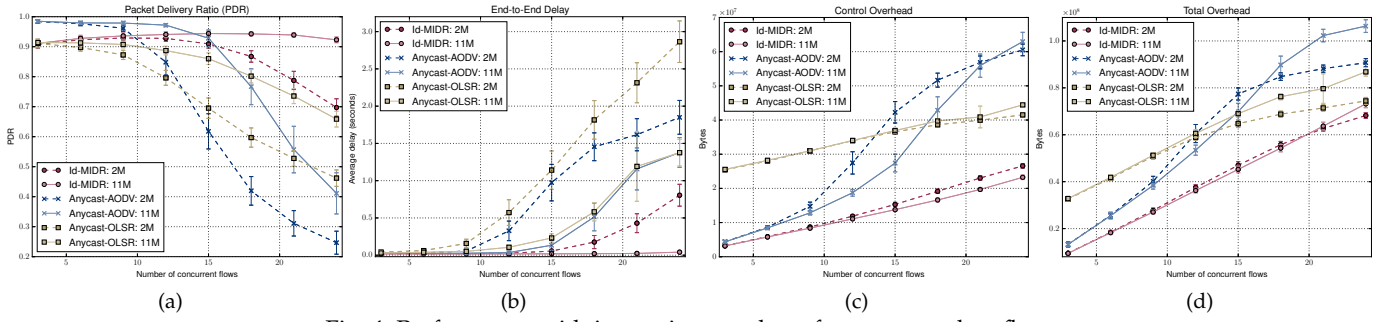 Packet Delivery Ratio (PDR)
1.0
0.9
0.8
0.7
0.6
0.5
0.4
0.3
0.2
PDR
Id-MIDR: 2M
Id-MIDR: 11M
Anycast-AODV: 2M
Anycast-AODV: 11M
Anycast-OLSR: 2M
Anycast-OLSR: 11M
5 10 15 20
Number of concurrent flows
(a)
End-to-End Delay
3.0
2.5
2.0
1.5
1.0
0.5
0.0
Average delay (seconds)
Id-MIDR: 2M
Id-MIDR: 11M
Anycast-AODV: 2M
Anycast-AODV: 11M
Anycast-OLSR: 2M
Anycast-OLSR: 11M
5 10 15 20
Number of concurrent flows
(b)
Control Overhead
×10⁷
7
6
5
4
3
2
1
0
Bytes
Id-MIDR: 2M
Id-MIDR: 11M
Anycast-AODV: 2M
Anycast-AODV: 11M
Anycast-OLSR: 2M
Anycast-OLSR: 11M
5 10 15 20
Number of concurrent flows
(c)
Total Overhead
1.0
0.8
0.6
0.4
0.2
Bytes
Id-MIDR: 2M
Id-MIDR: 11M
Anycast-AODV: 2M
Anycast-AODV: 11M
Anycast-OLSR: 2M
Anycast-OLSR: 11M
5 10 15 20
Number of concurrent flows
(d)